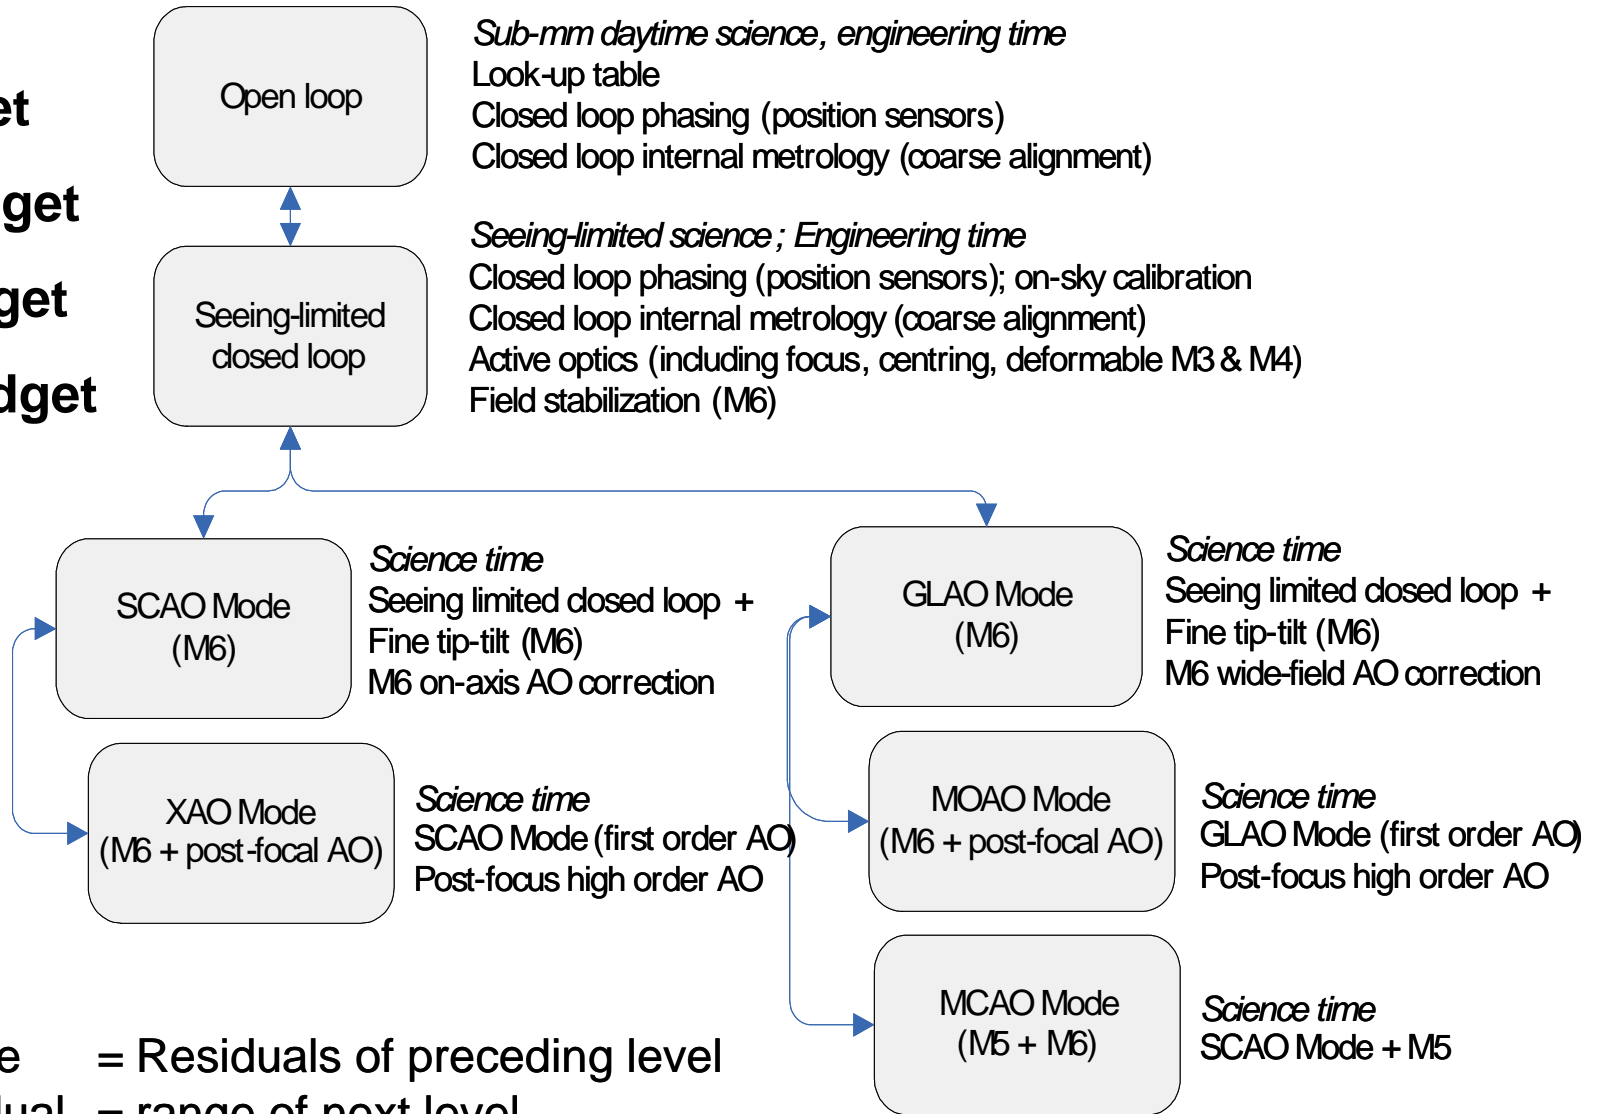 Open loop
Sub-mm daytime science, engineering time
Look-up table
Closed loop phasing (position sensors)
Closed loop internal metrology (coarse alignment)
Seeing-limited
closed loop
Seeing-limited science; Engineering time
Closed loop phasing (position sensors); on-sky calibration
Closed loop internal metrology (coarse alignment)
Active optics (including focus, centring, deformable M3 & M4)
Field stabilization (M6)
SCAO Mode
(M6)
Science time
Seeing limited closed loop +
Fine tip-tilt (M6)
M6 on-axis AO correction
GLAO Mode
(M6)
Science time
Seeing limited closed loop +
Fine tip-tilt (M6)
M6 wide-field AO correction
XAO Mode
(M6 + post-focal AO)
Science time
SCAO Mode (first order AO)
Post-focus high order AO
MOAO Mode
(M6 + post-focal AO)
Science time
GLAO Mode (first order AO)
Post-focus high order AO
MCAO Mode
(M5 + M6)
Science time
SCAO Mode + M5
= Residuals of preceding level
= range of next level